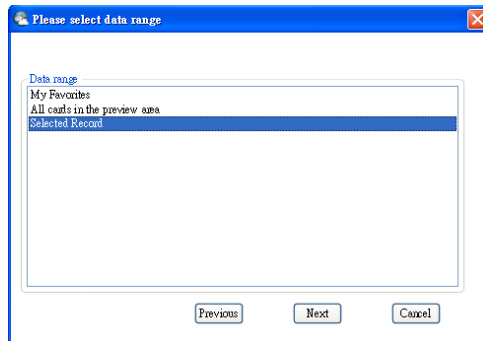 Please select data range
Data range
My Favorites
All cards in the preview area
Selected Record
Previous Next Cancel